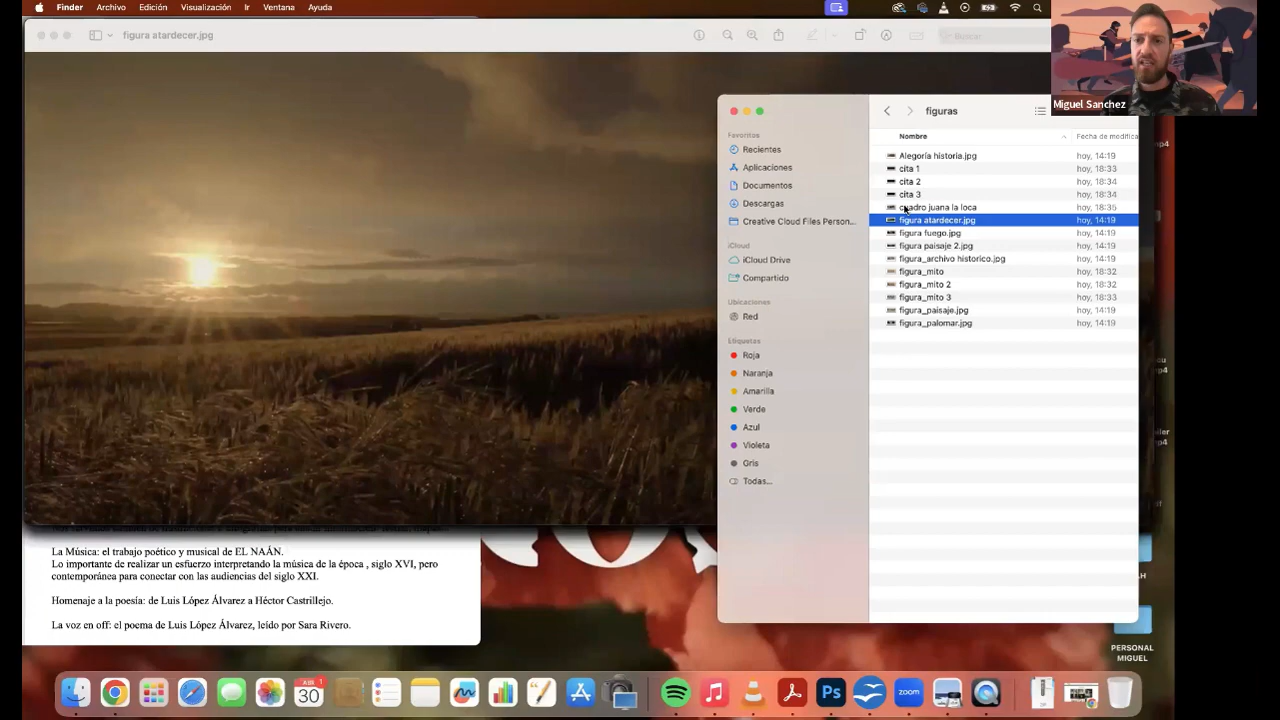 Finder Archivo Edición Visualización Ir Ventana Ayuda
figura atardecer.jpg
Buscar
Miguel Sanchez
figuras
Nombre Fecha de modifica
Favoritos
Recientes
Aplicaciones
Documentos
Descargas
Creative Cloud Files Person...
iCloud
iCloud Drive
Compartido
Ubicaciones
Red
Etiquetas
Roja
Naranja
Amarilla
Verde
Azul
Violeta
Gris
Todas...
Alegoría historia.jpg hoy, 14:19
cita 1 hoy, 18:33
cita 2 hoy, 18:34
cita 3 hoy, 18:34
cuadro juana la loca hoy, 18:35
figura atardecer.jpg hoy, 14:19
figura fuego.jpg hoy, 14:19
figura paisaje 2.jpg hoy, 14:19
figura_archivo historico.jpg hoy, 14:19
figura_mito hoy, 18:32
figura_mito 2 hoy, 18:32
figura_mito 3 hoy, 18:33
figura_paisaje.jpg hoy, 14:19
figura_palomar.jpg hoy, 14:19
La Música: el trabajo poético y musical de EL NAÁN.
Lo importante de realizar un esfuerzo interpretando la música de la época , siglo XVI, pero
contemporánea para conectar con las audiencias del siglo XXI.
Homenaje a la poesía: de Luis López Álvarez a Héctor Castrillejo.
La voz en off: el poema de Luis López Álvarez, leído por Sara Rivero.
PERSONAL
MIGUEL
30
Ps
zoom